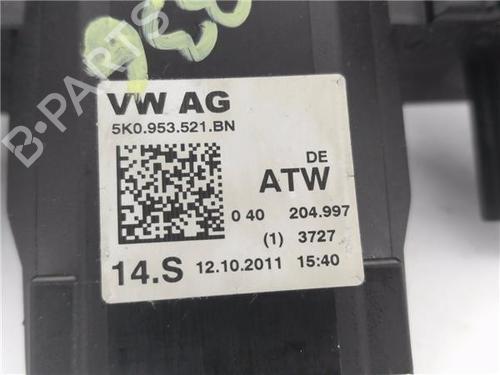 B-PARTS
VW AG
5K0.953.521.BN
DE
ATW
0 40 204.997
(1) 3727
14.S 12.10.2011 15:40